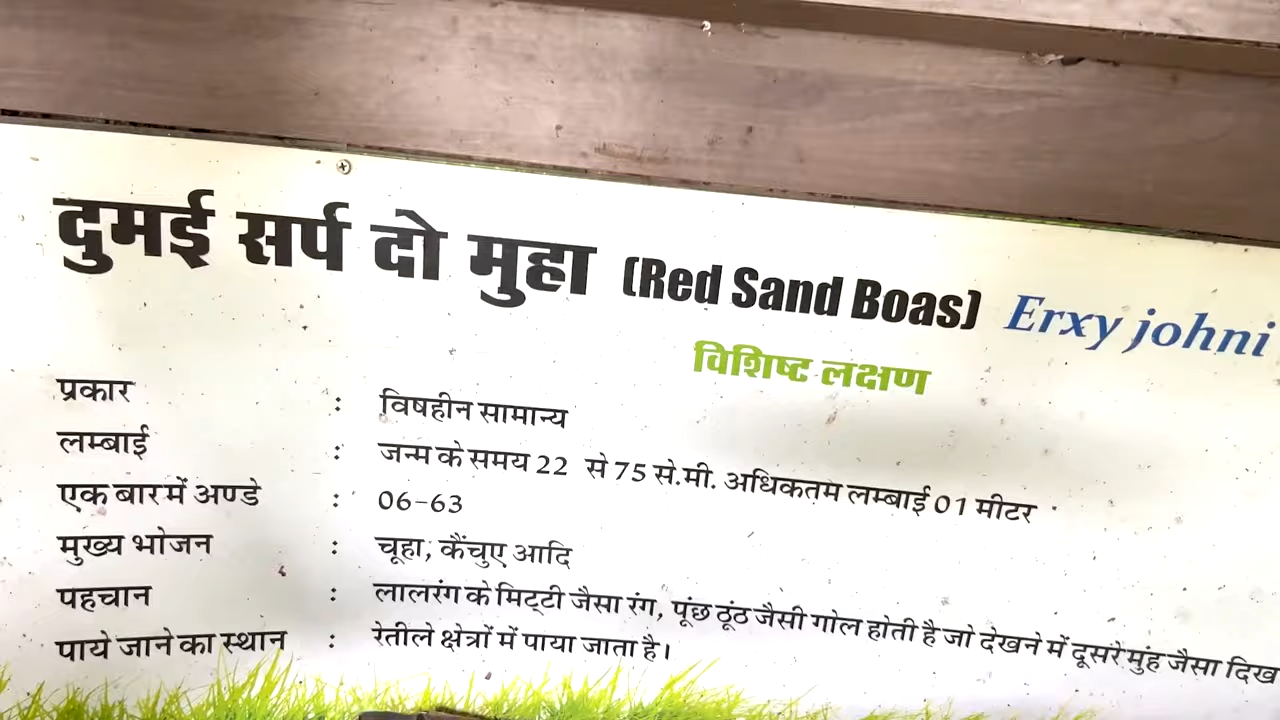 दुमई सर्प दो मुहा (Red Sand Boas) Erxy johni
विशिष्ट लक्षण
प्रकार : विषहीन सामान्य
लम्बाई : जन्म के समय 22 से 75 से.मी. अधिकतम लम्बाई 01 मीटर
एक बार में अण्डे : 06-63
मुख्य भोजन : चूहा, कैंचुए आदि
पहचान : लालरंग के मिट्टी जैसा रंग, पूंछ ठूंठ जैसी गोल होती है जो देखने में दूसरे मुंह जैसा दिख
पाये जाने का स्थान : रेतीले क्षेत्रों में पाया जाता है।